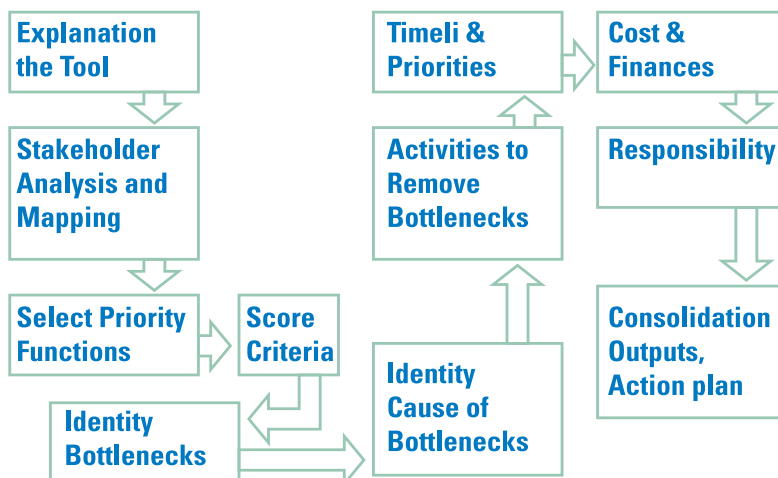 Explanation
the Tool
Stakeholder
Analysis and
Mapping
Select Priority
Functions
Score
Criteria
Identity
Bottlenecks
Identity
Cause of
Bottlenecks
Activities to
Remove
Bottlenecks
Timeli &
Priorities
Cost &
Finances
Responsibility
Consolidation
Outputs,
Action plan